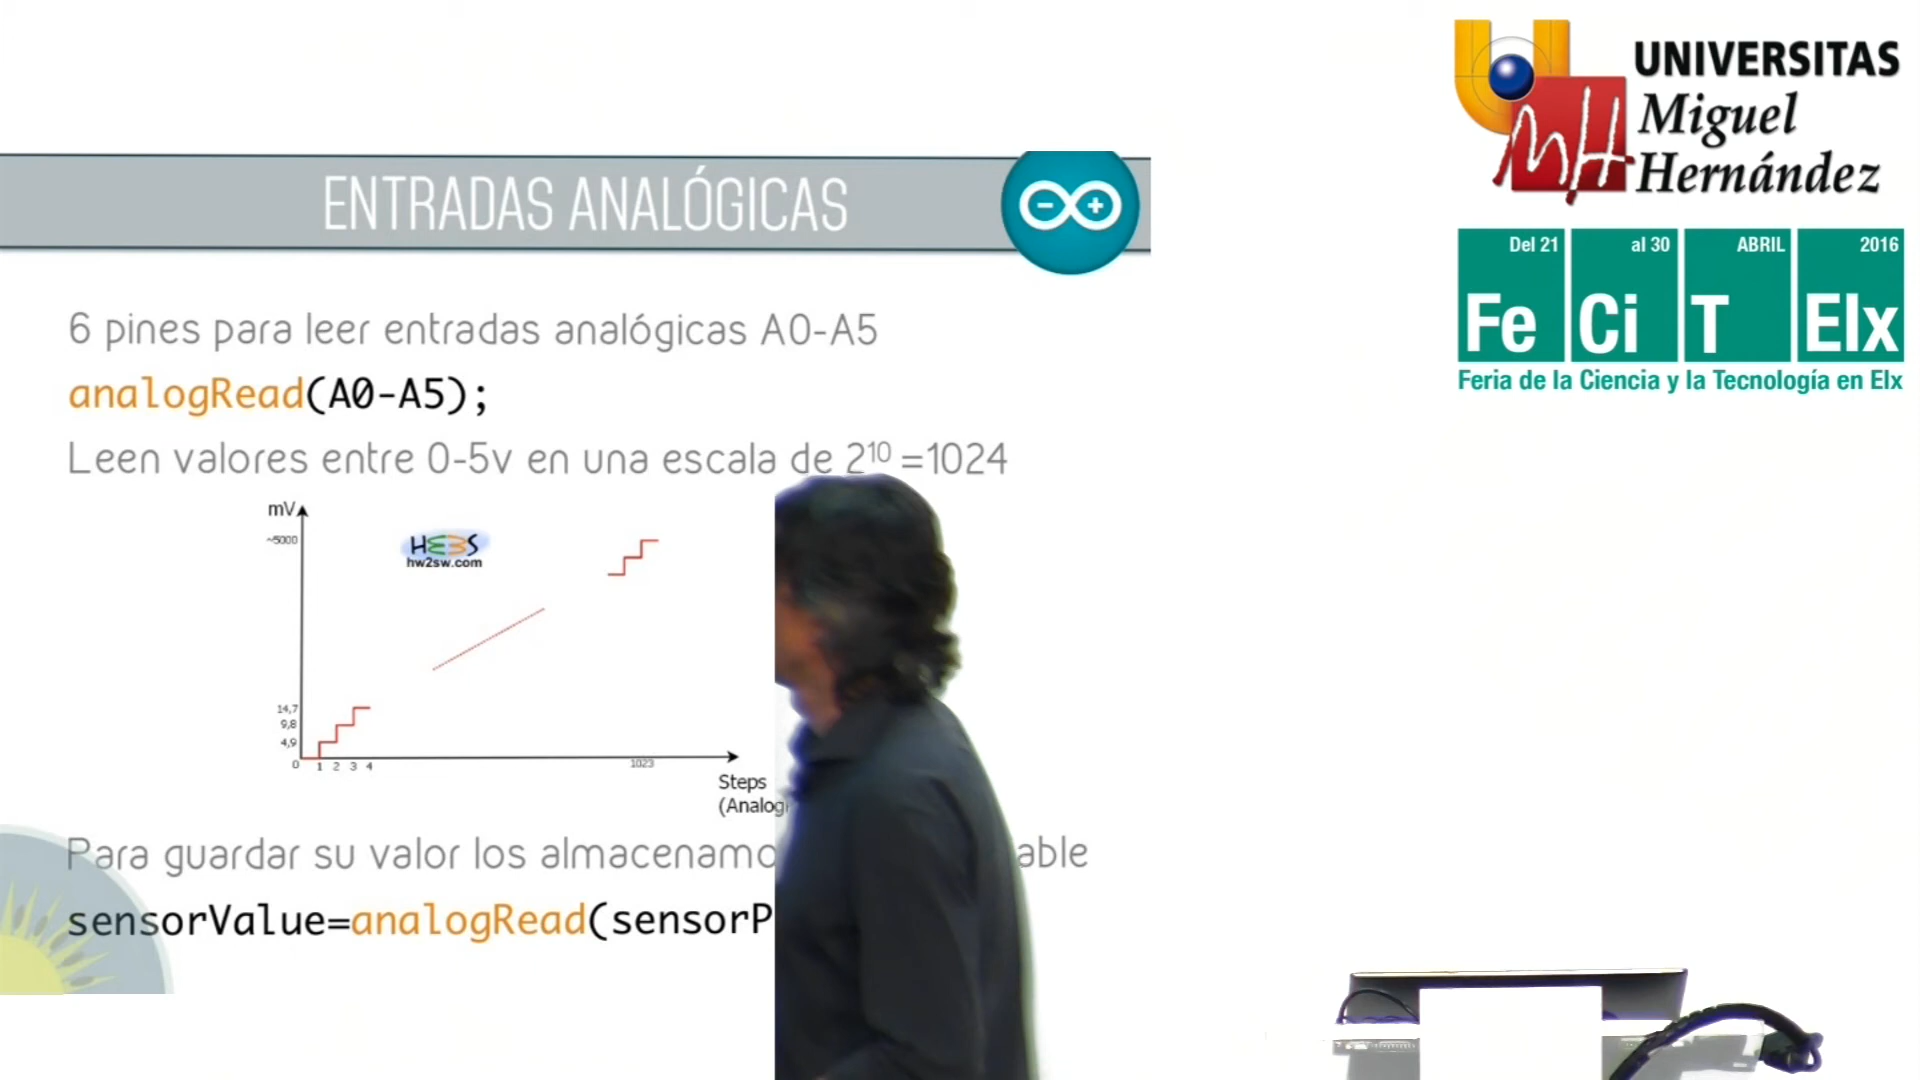 UNIVERSITAS
Miguel
Hernández
Del 21 al 30 ABRIL 2016
Fe Ci T Elx
Feria de la Ciencia y la Tecnología en Elx
ENTRADAS ANALÓGICAS
6 pines para leer entradas analógicas A0-A5
analogRead(A0-A5);
Leen valores entre 0-5v en una escala de 2¹⁰ =1024
mV
~5000
HEBS
hw2sw.com
14,7
9,8
4,9
0 1 2 3 4 1023
Steps
(Analog
Para guardar su valor los almacenamo able
sensorValue=analogRead(sensorP